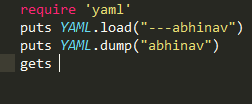 require 'yaml'
puts YAML.load("---abhinav")
puts YAML.dump("abhinav")
gets